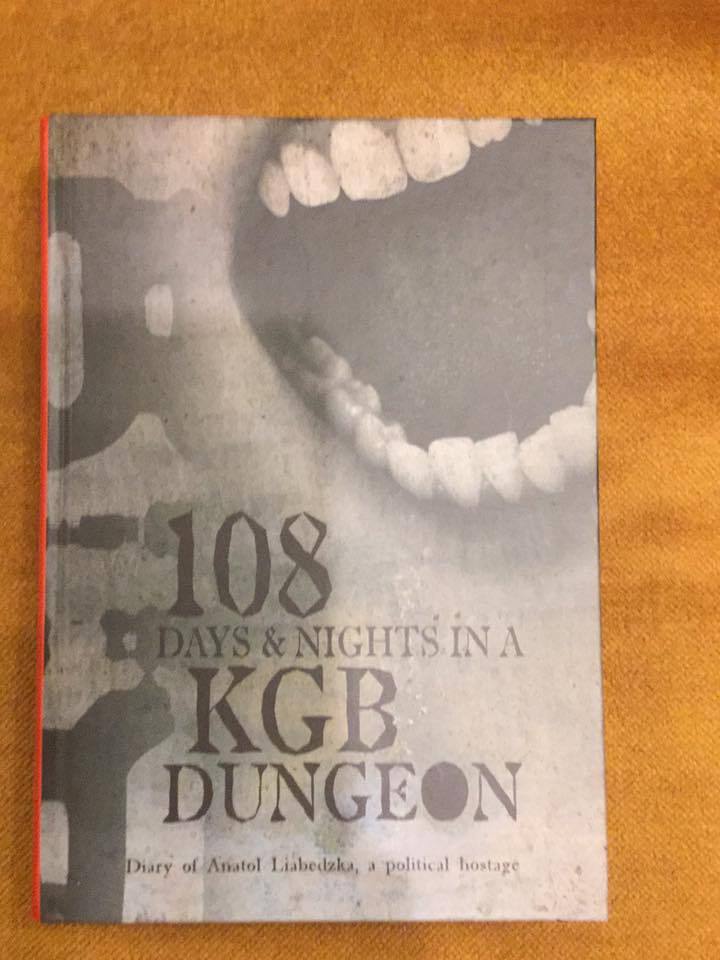 108
DAYS & NIGHTS IN A
KGB
DUNGEON
Diary of Anatol Liabedzka, a political hostage